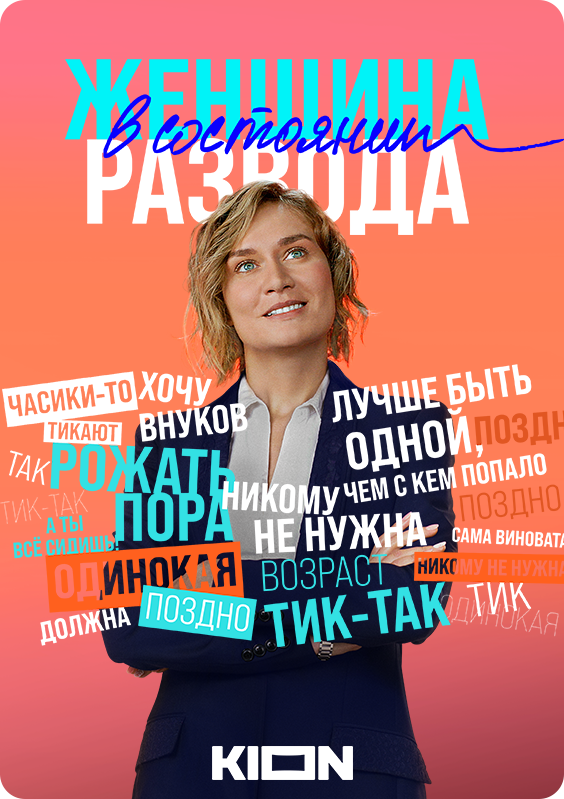 ЖЕНЩИНА
в состоянии
РАЗВОДА
ЧАСИКИ-ТО
ТИКАЮТ
ХОЧУ
ВНУКОВ
ЛУЧШЕ БЫТЬ
ОДНОЙ,
ЧЕМ С КЕМ ПОПАЛО
ПОЗДН
ТАК
РОЖАТЬ
ПОРА
ТИК-ТАК
А ТЫ
ВСЁ СИДИШЬ!
НИКОМУ
НЕ НУЖНА
ПОЗДНО
САМА ВИНОВАТА
ОДИНОКАЯ
ВОЗРАСТ
НИКОМУ НЕ НУЖНА
ДОЛЖНА
ПОЗДНО
ТИК-ТАК
ТИК
ОДИНОКАЯ
KION